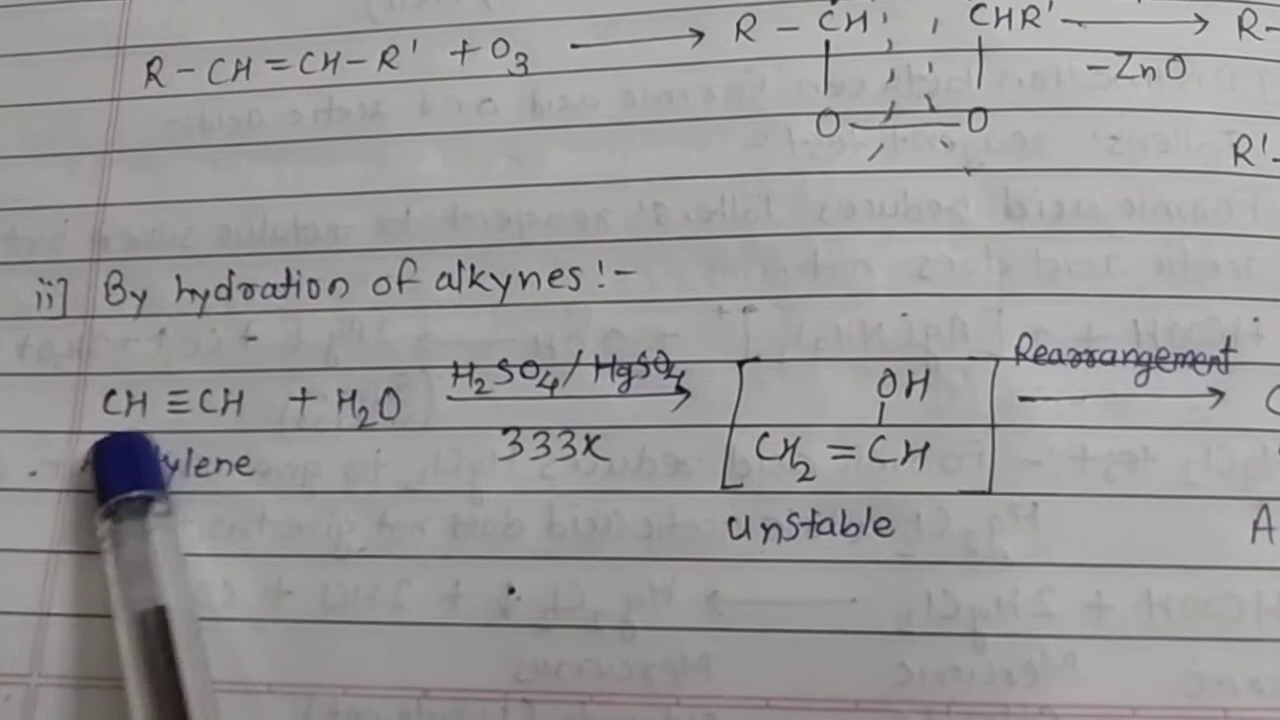 R - CH , CHR' ⟶ R-
R - CH = CH - R' + O3 ⟶
- ZnO
O O
R'-
ii] By hydration of alkynes :-
H2SO4 / HgSO4
OH
Rearrangement
CH ≡ CH + H2O ⟶ [ CH2 = CH ] ⟶ C
333K
ylene
unstable
A